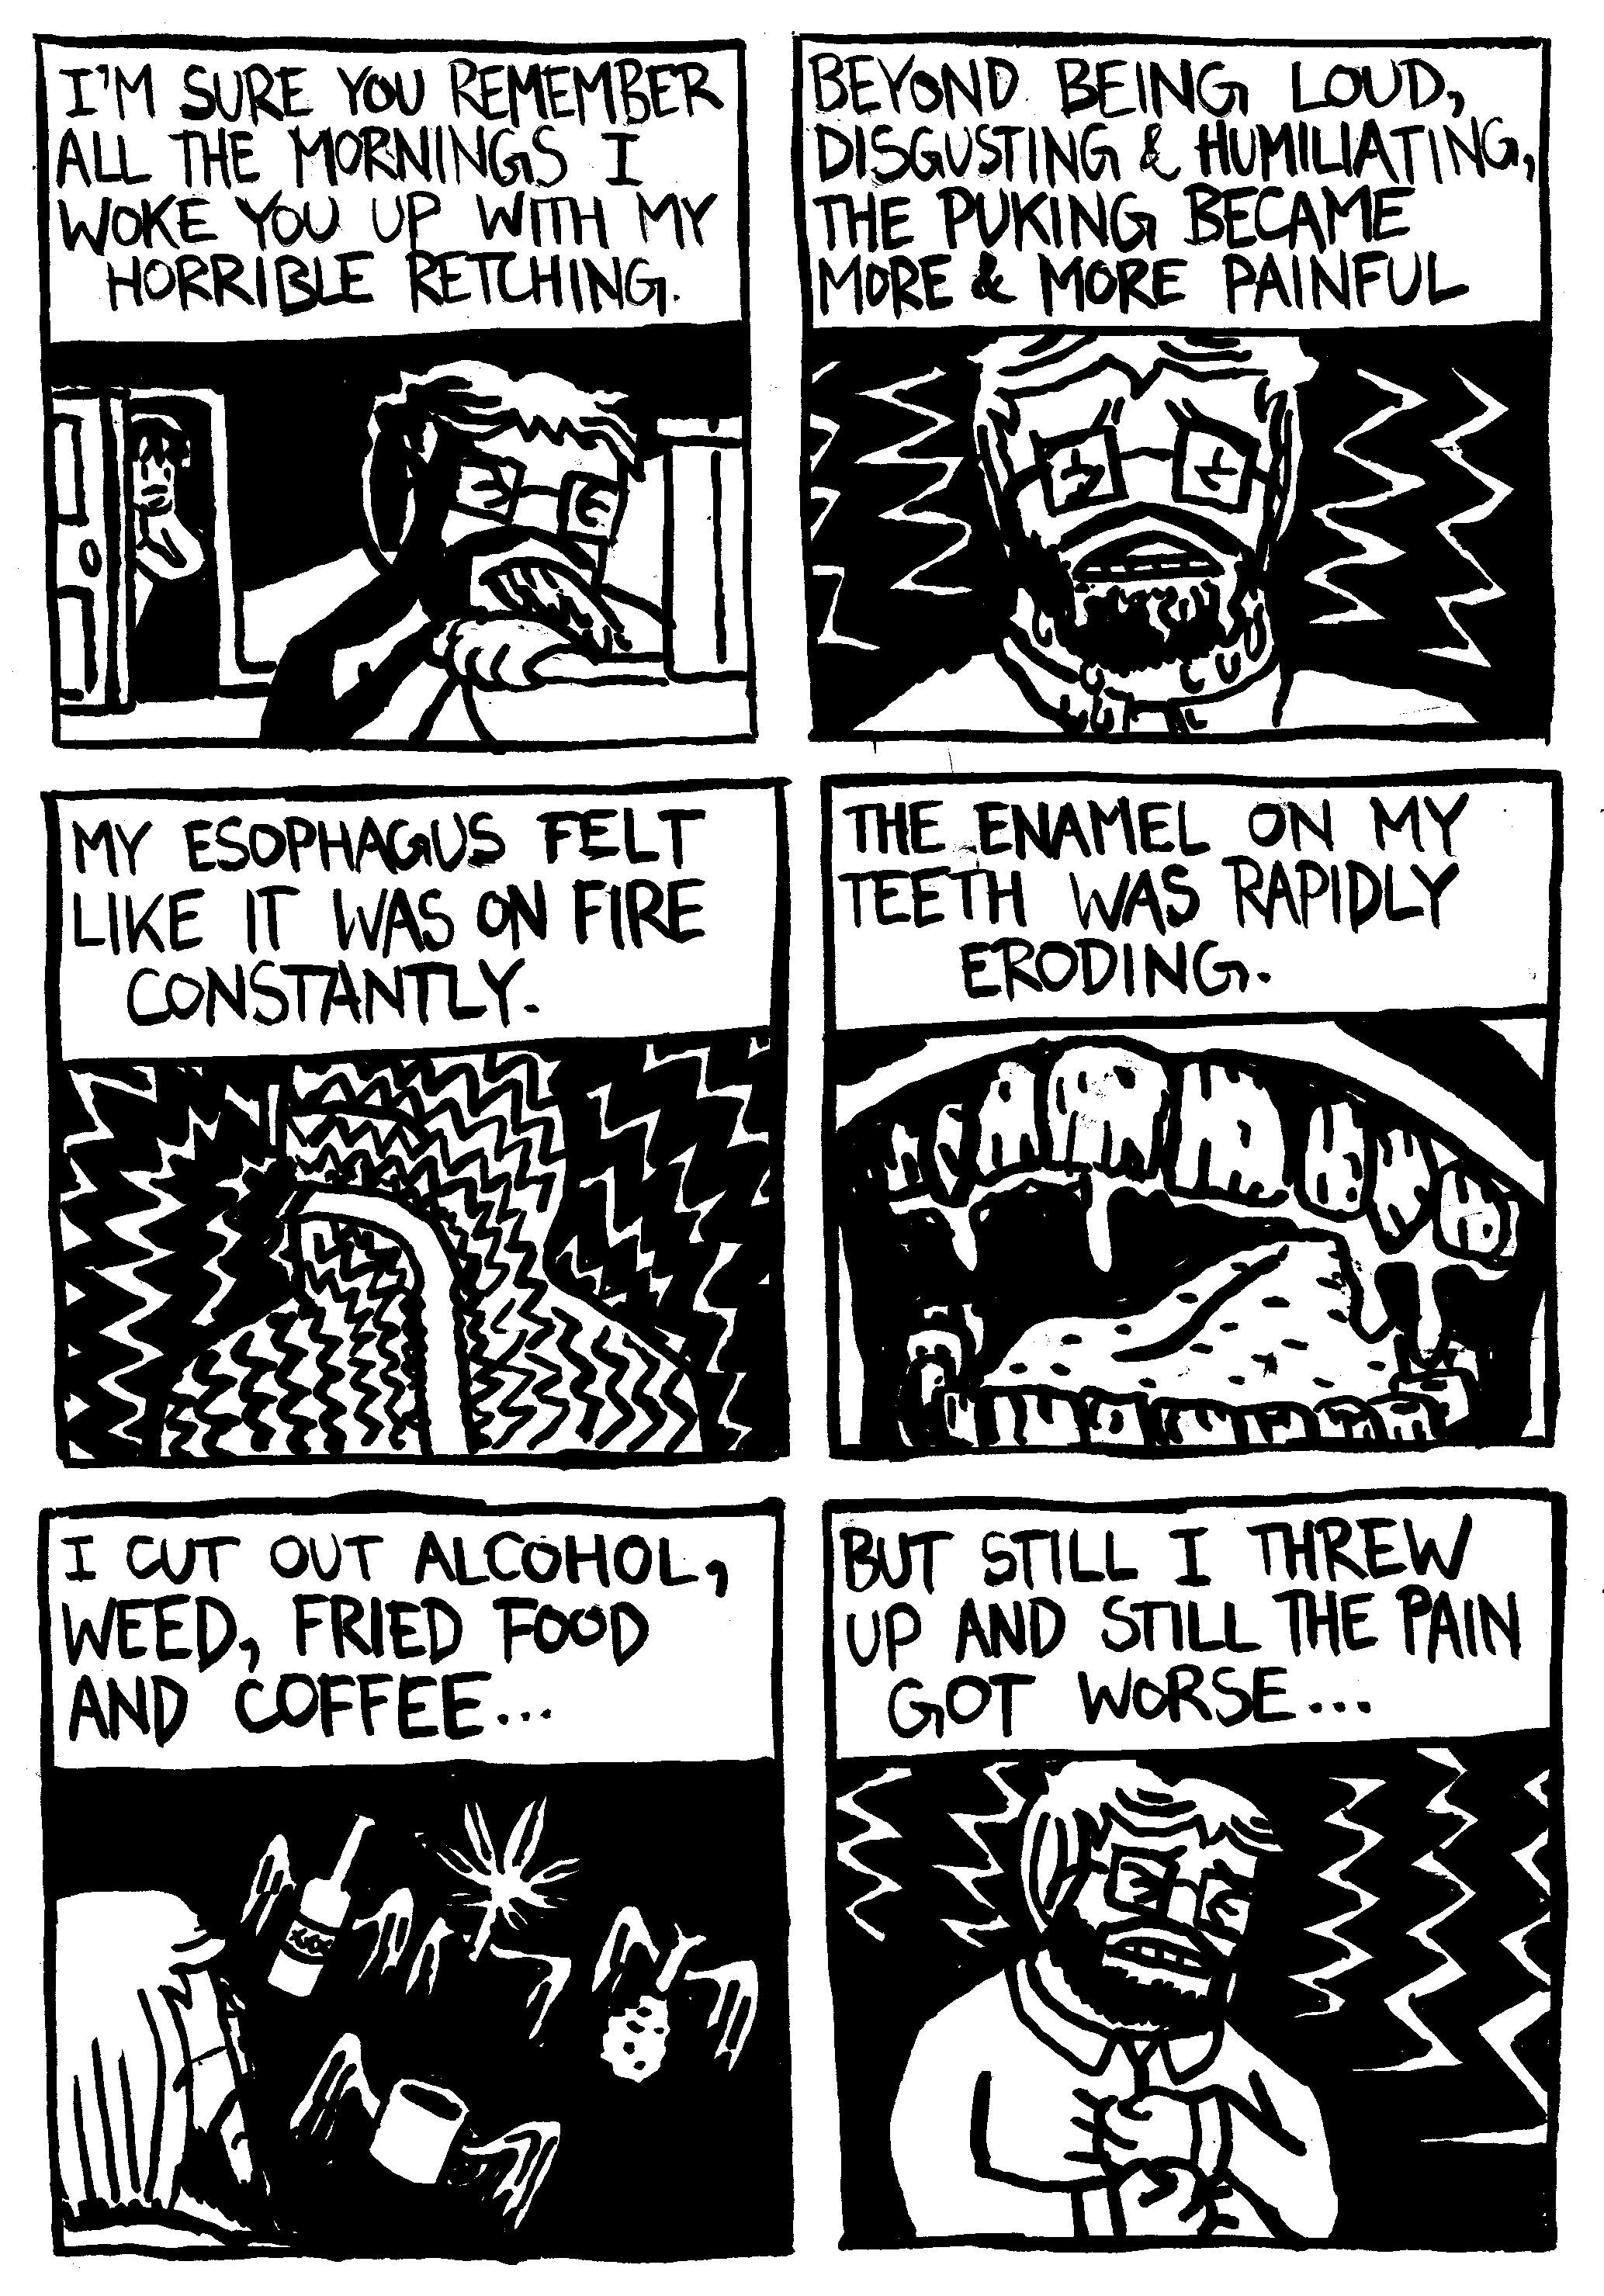 I'M SURE YOU REMEMBER
ALL THE MORNINGS I
WOKE YOU UP WITH MY
HORRIBLE RETCHING.
BEYOND BEING LOUD,
DISGUSTING & HUMILIATING,
THE PUKING BECAME
MORE & MORE PAINFUL
MY ESOPHAGUS FELT
LIKE IT WAS ON FIRE
CONSTANTLY.
THE ENAMEL ON MY
TEETH WAS RAPIDLY
ERODING.
I CUT OUT ALCOHOL,
WEED, FRIED FOOD
AND COFFEE...
XXX
BUT STILL I THREW
UP AND STILL THE PAIN
GOT WORSE...